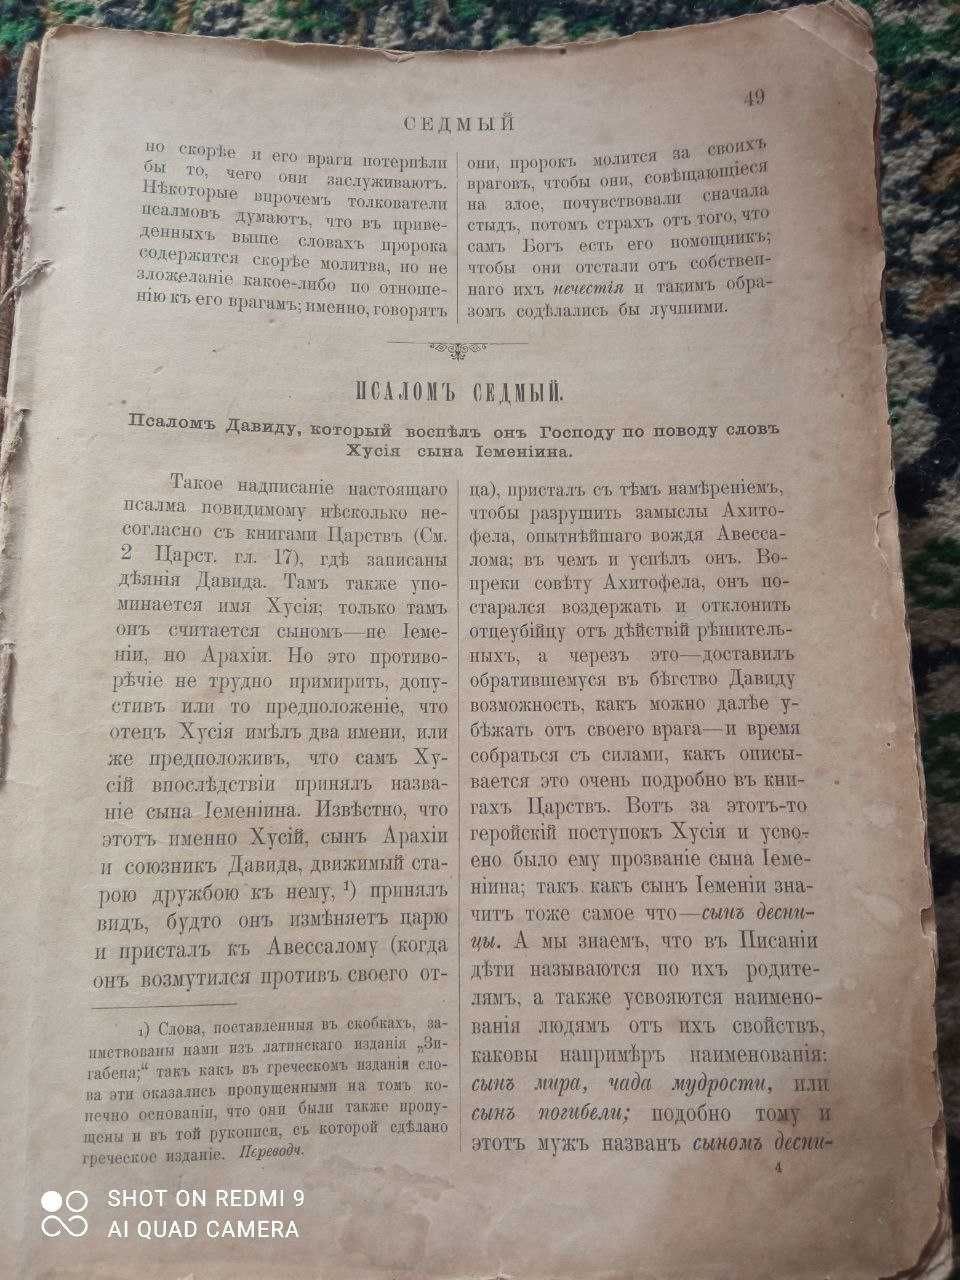 49
СЕДМЫЙ
но скорѣе и его враги потерпѣли
бы то, чего они заслуживаютъ.
Нѣкоторые впрочемъ толкователи
псалмовъ думаютъ, что въ приве-
денныхъ выше словахъ пророка
содержится скорѣе молитва, но не
зложеланіе какое-либо по отноше-
нію къ его врагамъ; именно, говорятъ
они, пророкъ молится за своихъ
враговъ, чтобы они, совѣщающіеся
на злое, почувствовали сначала
стыдъ, потомъ страхъ отъ того, что
самъ Богъ есть его помощникъ;
чтобы они отстали отъ собствен-
наго ихъ нечестія и такимъ обра-
зомъ содѣлались бы лучшими.
ПСАЛОМЪ СЕДМЫЙ.
Псаломъ Давиду, который воспѣлъ онъ Господу по поводу словъ
Хусія сына Іеменіина.
Такое надписаніе настоящаго
псалма повидимому нѣсколько не-
согласно съ книгами Царствъ (См.
2 Царст. гл. 17), гдѣ записаны
дѣянія Давида. Тамъ также упо-
минается имя Хусія; только тамъ
онъ считается сыномъ—не Іеме-
ніи, но Арахіи. Но это противо-
рѣчіе не трудно примирить, допу-
стивъ или то предположеніе, что
отецъ Хусія имѣлъ два имени, или
же предположивъ, что самъ Ху-
сій впослѣдствіи принялъ назва-
ніе сына Іеменіина. Извѣстно, что
этотъ именно Хусій, сынъ Арахіи
и союзникъ Давида, движимый ста-
рою дружбою къ нему, ¹) принялъ
видъ, будто онъ измѣняетъ царю
и присталъ къ Авессалому (когда
онъ возмутился противъ своего от-
1) Слова, поставленныя въ скобкахъ, за-
имствованы нами изъ латинскаго изданія „Зи-
габена;“ такъ какъ въ греческомъ изданіи сло-
ва эти оказались пропущенными на томъ ко-
нечно основаніи, что они были также пропу-
щены и въ той рукописи, съ которой сдѣлано
греческое изданіе. Переводч.
ца), присталъ съ тѣмъ намѣреніемъ,
чтобы разрушить замыслы Ахито-
фела, опытнѣйшаго вождя Авесса-
лома; въ чемъ и успѣлъ онъ. Во-
преки совѣту Ахитофела, онъ по-
старался воздержать и отклонить
отцеубійцу отъ дѣйствій рѣшитель-
ныхъ, а черезъ это—доставилъ
обратившемуся въ бѣгство Давиду
возможность, какъ можно далѣе у-
бѣжать отъ своего врага—и время
собраться съ силами, какъ описы-
вается это очень подробно въ кни-
гахъ Царствъ. Вотъ за этотъ-то
геройскій поступокъ Хусія и усво-
ено было ему прозваніе сына Іеме-
ніина; такъ какъ сынъ Іеменіи зна-
читъ тоже самое что—сынъ десни-
цы. А мы знаемъ, что въ Писаніи
дѣти называются по ихъ родите-
лямъ, а также усвояются наимено-
ванія людямъ отъ ихъ свойствъ,
каковы напримѣръ наименованія:
сынъ мира, чада мудрости, или
сынъ погибели; подобно тому и
этотъ мужъ названъ сыномъ десни-
4
SHOT ON REDMI 9
AI QUAD CAMERA